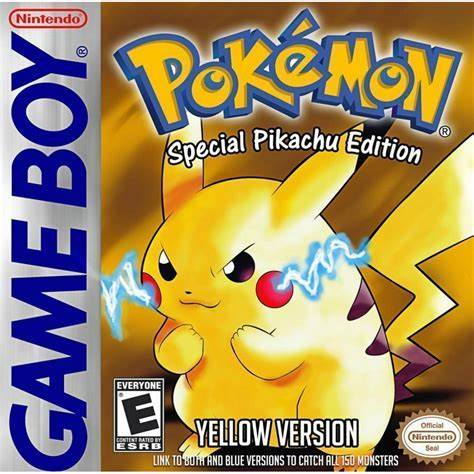 Nintendo
GAME BOY
®
POKéMON
®
Special Pikachu Edition
EVERYONE
E
CONTENT RATED BY
ESRB
YELLOW VERSION
LINK TO BOTH AND BLUE VERSIONS TO CATCH ALL 150 MONSTERS
Official
Nintendo
Seal